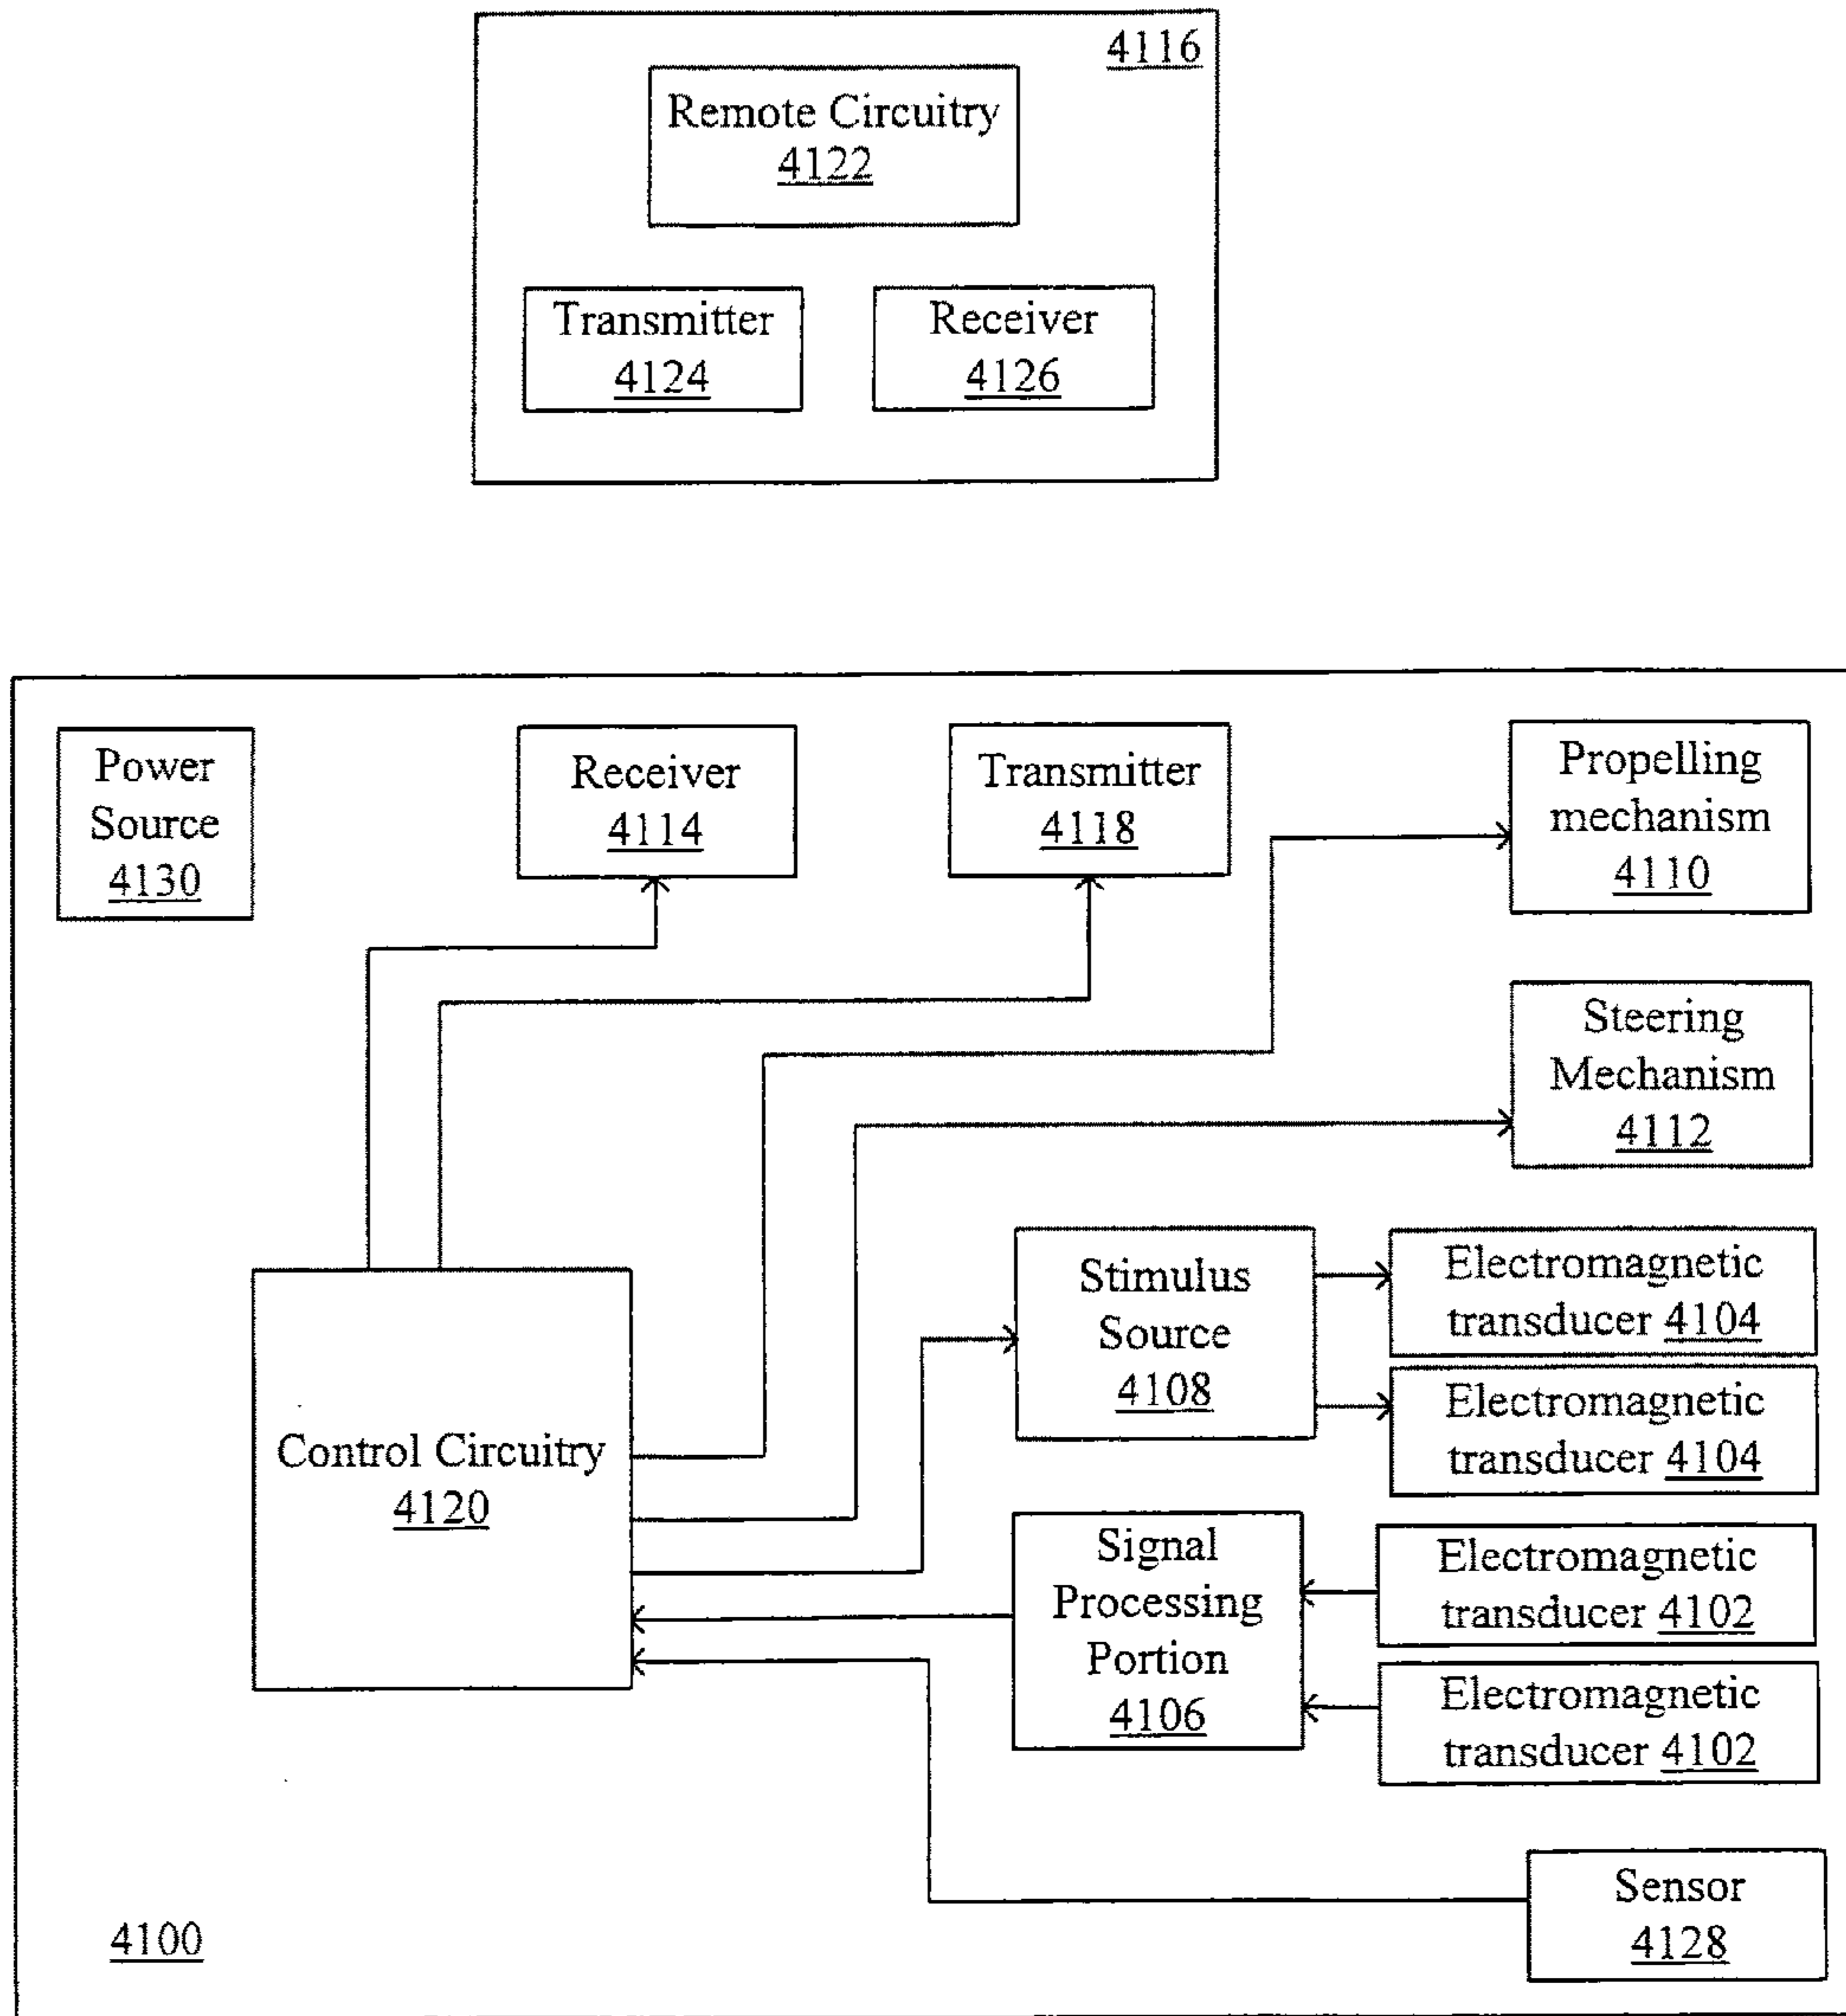 4116
Remote Circuitry
4122
Transmitter
4124
Receiver
4126
Power
Source
4130
Receiver
4114
Transmitter
4118
Propelling
mechanism
4110
Steering
Mechanism
4112
Control Circuitry
4120
Stimulus
Source
4108
Electromagnetic
transducer 4104
Electromagnetic
transducer 4104
Signal
Processing
Portion
4106
Electromagnetic
transducer 4102
Electromagnetic
transducer 4102
Sensor
4128
4100